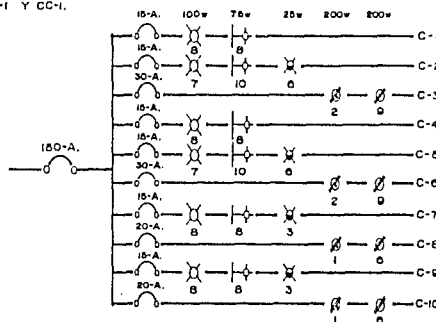 -1 Y CC-1.
15-A. 100w 75w 25w 200w 200w
8 8 C-
15-A.
7 10 6 C-2
30-A.
2 9 C-3
15-A.
8 8 C-4
15-A.
7 10 6 C-5
150-A.
30-A.
2 9 C-6
15-A.
8 8 3 C-7
20-A.
1 6 C-8
15-A.
8 8 3 C-9
20-A.
1 6 C-10